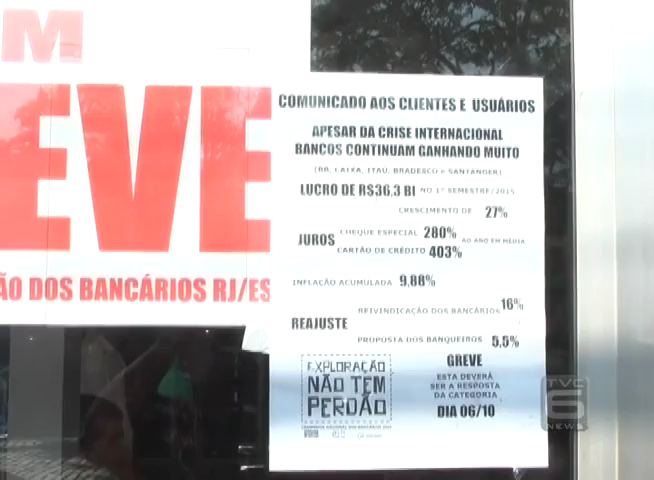 M
EVE
ÃO DOS BANCÁRIOS RJ/ES
COMUNICADO AOS CLIENTES E USUÁRIOS
APESAR DA CRISE INTERNACIONAL
BANCOS CONTINUAM GANHANDO MUITO
(BB, CAIXA, ITAÚ, BRADESCO e SANTANDER)
LUCRO DE R$36,3 BI NO 1º SEMESTRE/2015
CRESCIMENTO DE 27%
JUROS
CHEQUE ESPECIAL 280%
CARTÃO DE CRÉDITO 403%
AO ANO EM MÉDIA
INFLAÇÃO ACUMULADA 9,88%
REAJUSTE
REIVINDICAÇÃO DOS BANCÁRIOS 16%
PROPOSTA DOS BANQUEIROS 5,5%
EXPLORAÇÃO
NÃO TEM
PERDÃO
GREVE
ESTA DEVERÁ
SER A RESPOSTA
DA CATEGORIA
DIA 06/10
TVC
6
NEWS